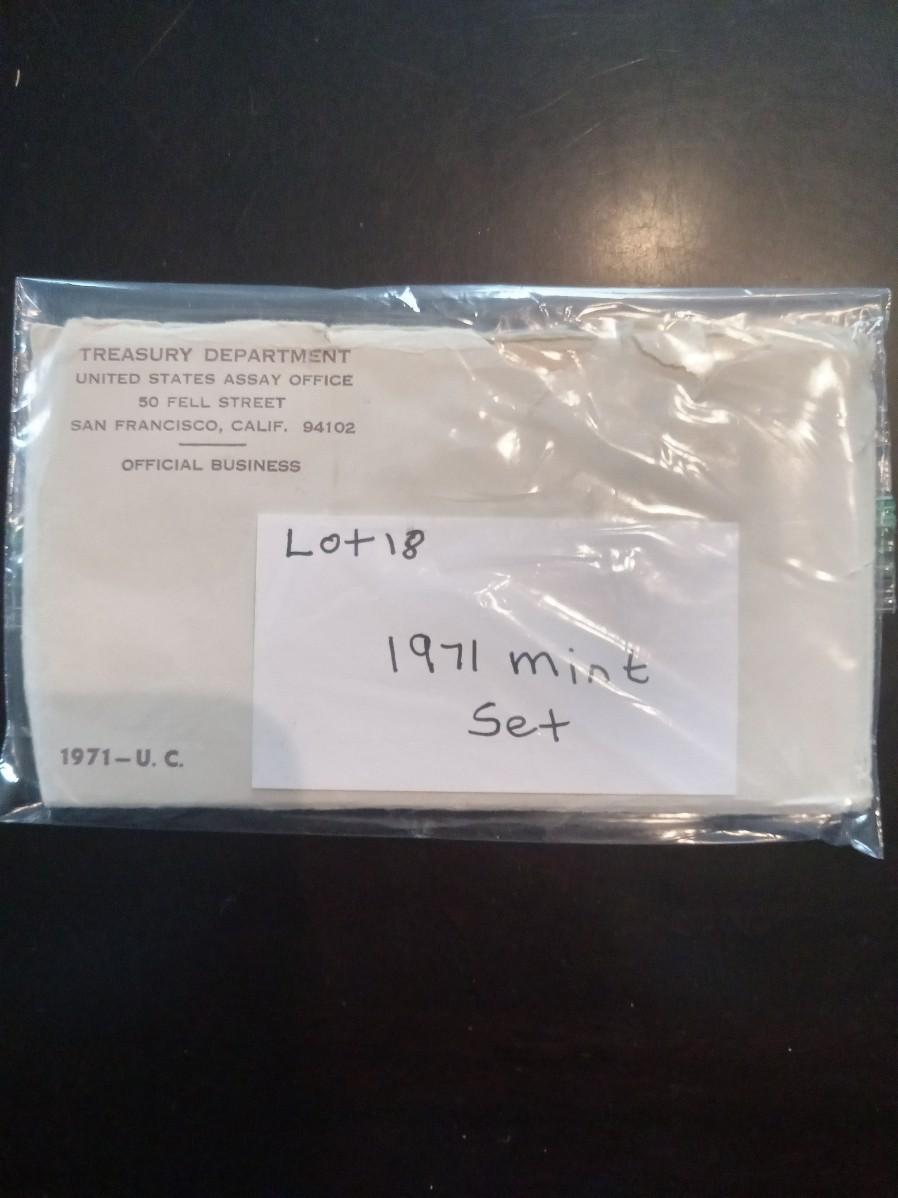 TREASURY DEPARTMENT
UNITED STATES ASSAY OFFICE
50 FELL STREET
SAN FRANCISCO, CALIF. 94102
OFFICIAL BUSINESS
Lot 18
1971 mint
Set
1971-U. C.